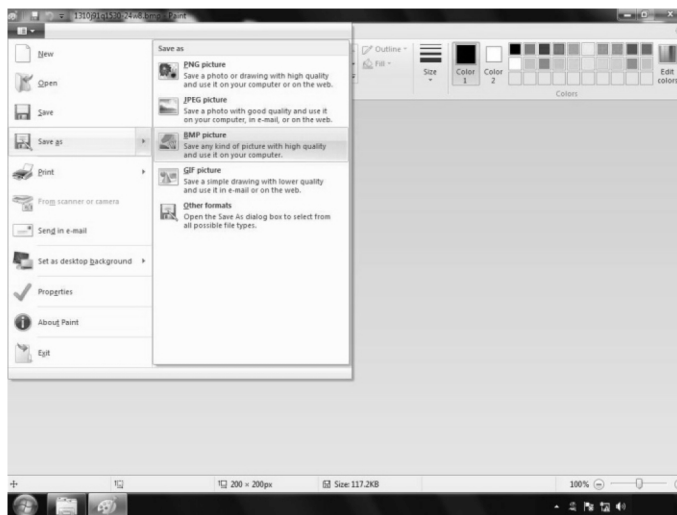 Paint
New
Open
Save
Save as
Print
From scanner or camera
Send in e-mail
Set as desktop background
Properties
About Paint
Exit
Save as
PNG picture
Save a photo or drawing with high quality
and use it on your computer or on the web.
JPEG picture
Save a photo with good quality and use it
on your computer, in e-mail, or on the web.
BMP picture
Save any kind of picture with high quality
and use it on your computer.
GIF picture
Save a simple drawing with lower quality
and use it in e-mail or on the web.
Other formats
Open the Save As dialog box to select from
all possible file types.
Outline
Fill
Size
Color
1
Color
2
Edit
colors
Colors
200 × 200px
Size: 117.2KB
100%